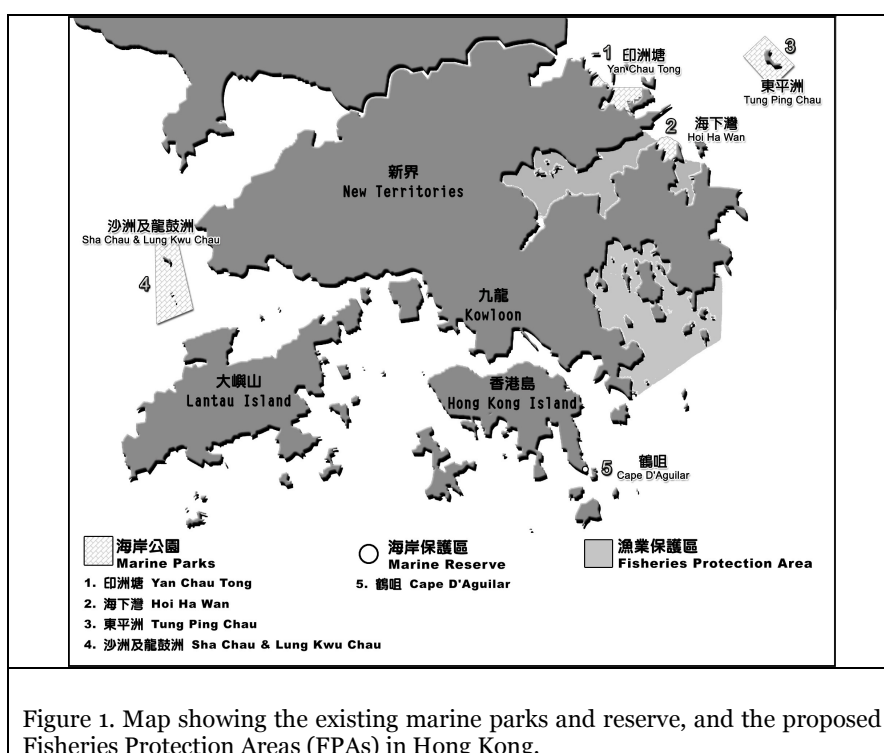 1 印洲塘
Yan Chau Tong
3
東平洲
Tung Ping Chau
2 海下灣
Hoi Ha Wan
新界
New Territories
沙洲及龍鼓洲
Sha Chau & Lung Kwu Chau
4
九龍
Kowloon
大嶼山
Lantau Island
香港島
Hong Kong Island
5 鶴咀
Cape D'Aguilar
海岸公園
Marine Parks
1. 印洲塘 Yan Chau Tong
2. 海下灣 Hoi Ha Wan
3. 東平洲 Tung Ping Chau
4. 沙洲及龍鼓洲 Sha Chau & Lung Kwu Chau
海岸保護區
Marine Reserve
5. 鶴咀 Cape D'Aguilar
漁業保護區
Fisheries Protection Area
Figure 1. Map showing the existing marine parks and reserve, and the proposed
Fisheries Protection Areas (FPAs) in Hong Kong.